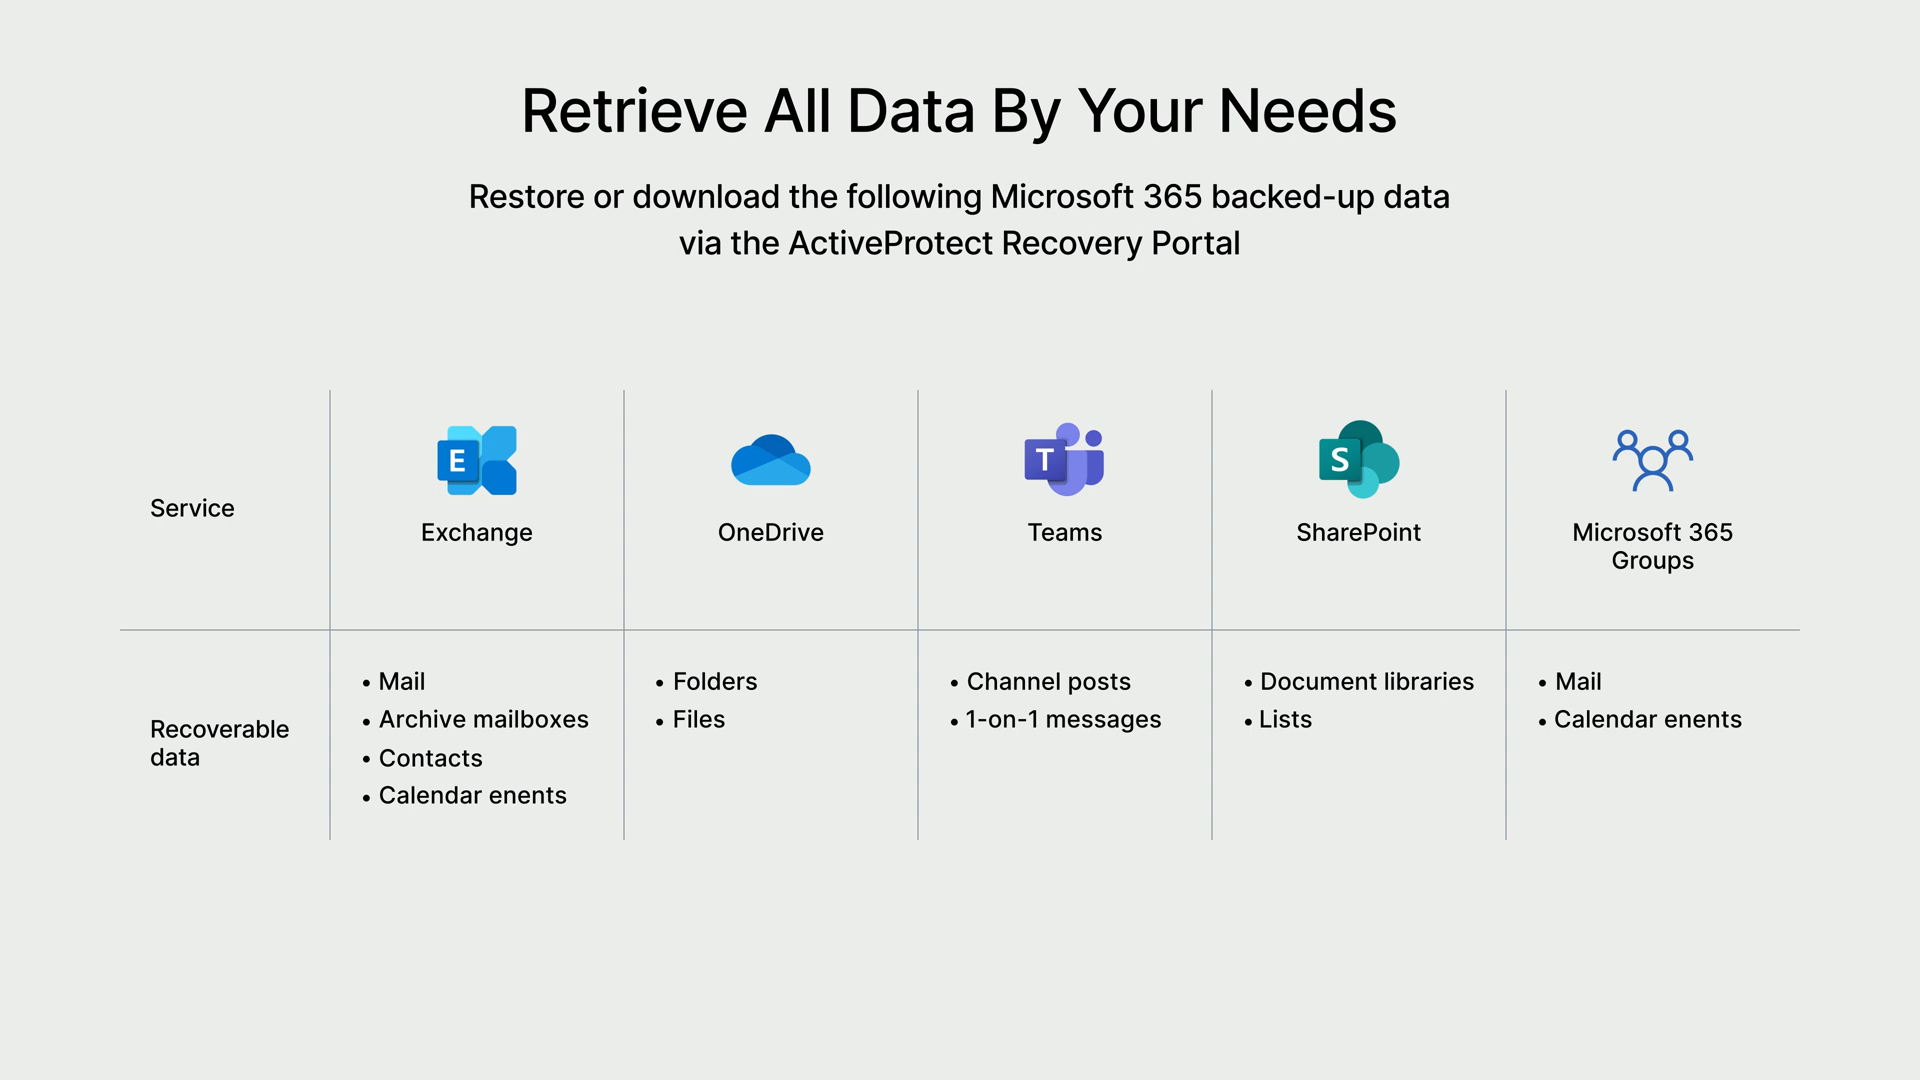 Retrieve All Data By Your Needs
Restore or download the following Microsoft 365 backed-up data
via the ActiveProtect Recovery Portal
Service
E
Exchange
OneDrive
T
Teams
S
SharePoint
Microsoft 365
Groups
Recoverable
data
• Mail
• Archive mailboxes
• Contacts
• Calendar enents
• Folders
• Files
• Channel posts
• 1-on-1 messages
• Document libraries
• Lists
• Mail
• Calendar enents